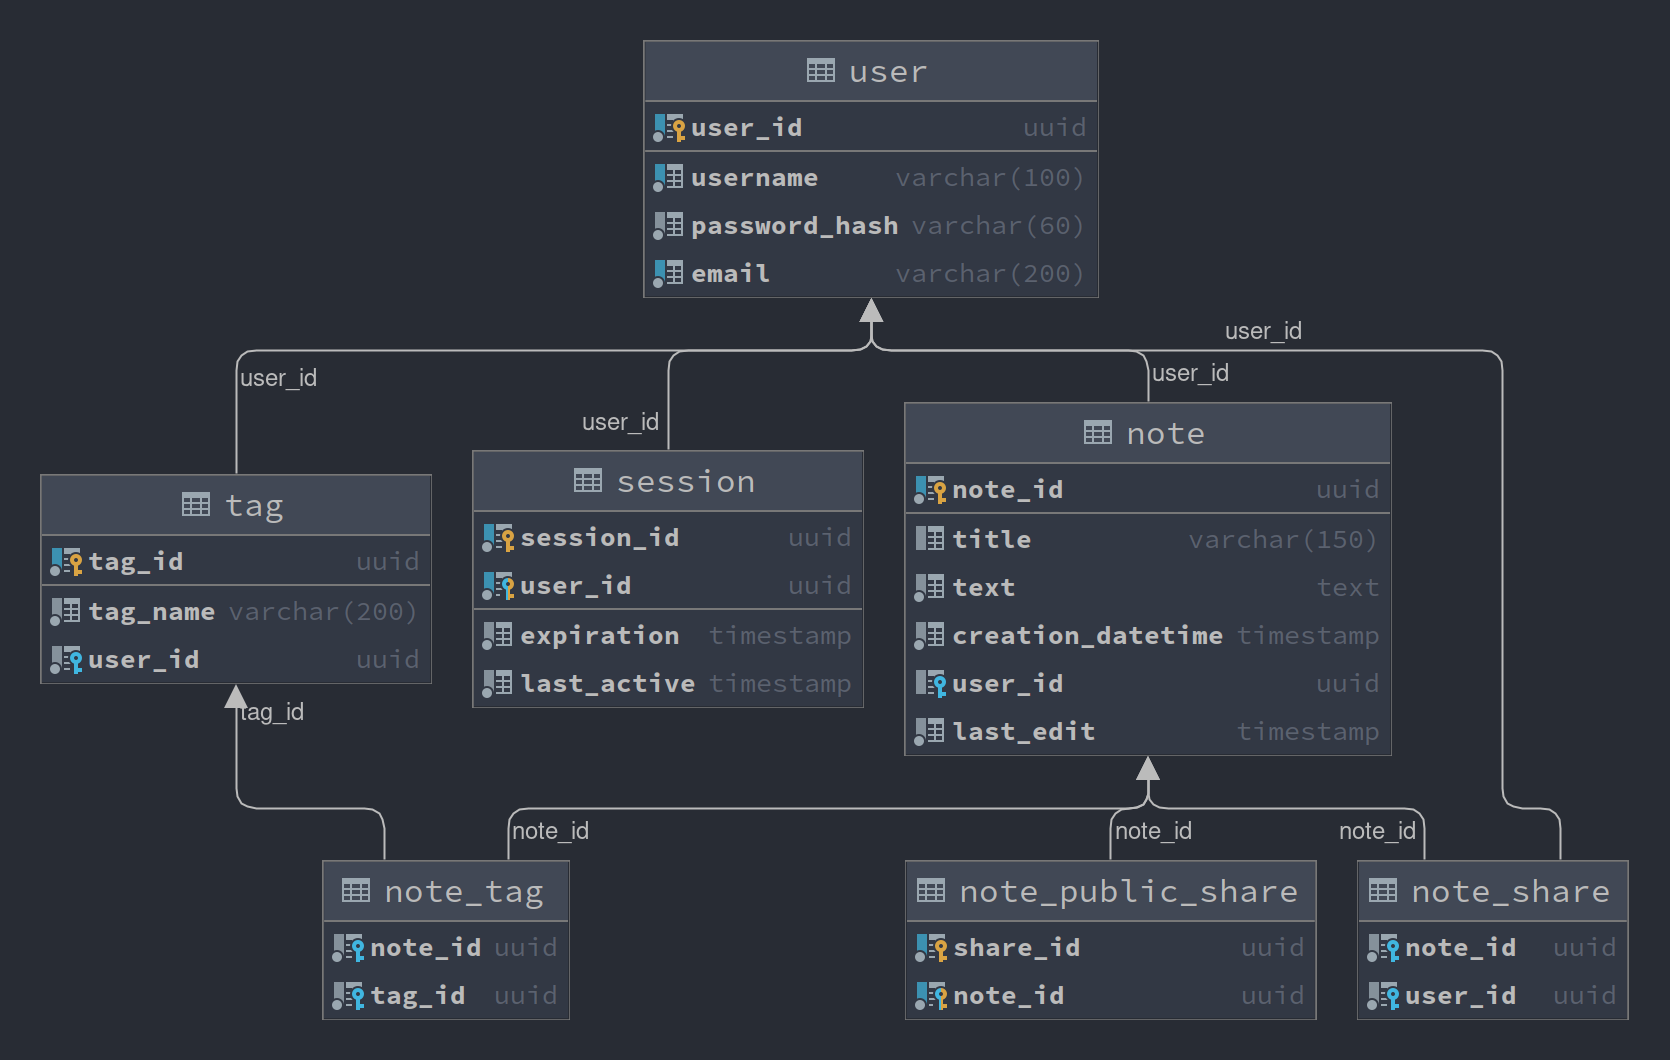 user
user_id uuid
username varchar(100)
password_hash varchar(60)
email varchar(200)
user_id
user_id
user_id
user_id
tag
tag_id uuid
tag_name varchar(200)
user_id uuid
session
session_id uuid
user_id uuid
expiration timestamp
last_active timestamp
note
note_id uuid
title varchar(150)
text text
creation_datetime timestamp
user_id uuid
last_edit timestamp
tag_id
note_id
note_id
note_id
note_tag
note_id uuid
tag_id uuid
note_public_share
share_id uuid
note_id uuid
note_share
note_id uuid
user_id uuid